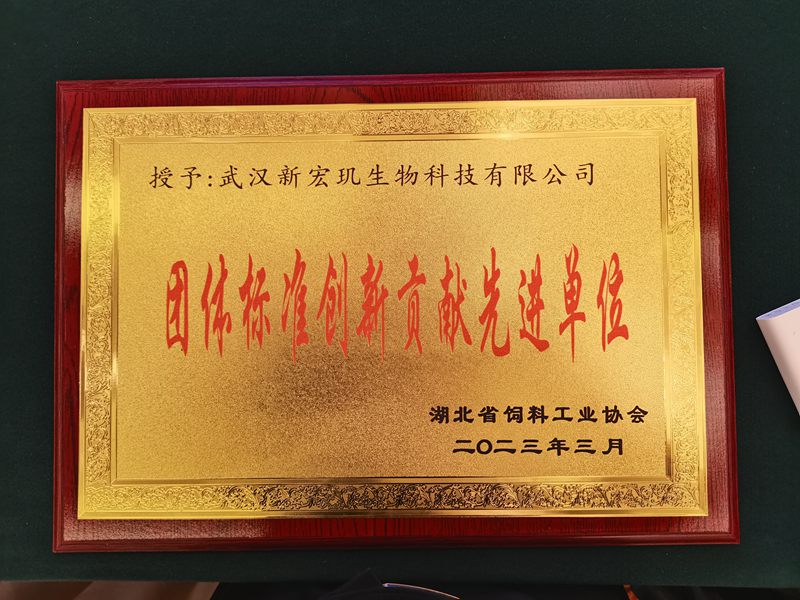 授予:武汉新宏玑生物科技有限公司
团体标准创新贡献先进单位
湖北省饲料工业协会
二〇二三年三月